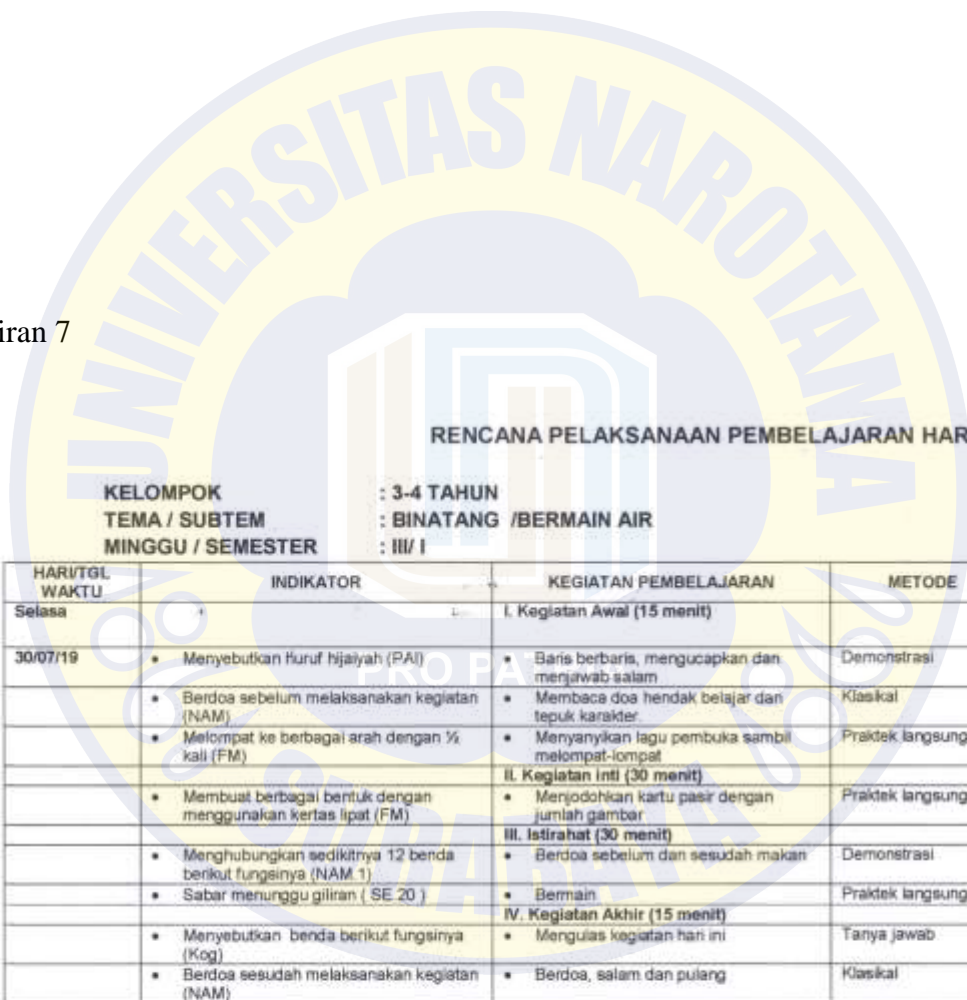 UNIVERSITAS NAROTAMA
PRO PATRIA
SURABAYA
iran 7
RENCANA PELAKSANAAN PEMBELAJARAN HAR
KELOMPOK : 3-4 TAHUN
TEMA / SUBTEM : BINATANG /BERMAIN AIR
MINGGU / SEMESTER : III/ I
HARI/TGL WAKTU INDIKATOR KEGIATAN PEMBELAJARAN METODE
Selasa I. Kegiatan Awal (15 menit)
30/07/19 • Menyebutkan huruf hijaiyah (PAI) • Baris berbaris, mengucapkan dan Demonstrasi
menjawab salam
• Berdoa sebelum melaksanakan kegiatan • Membaca doa hendak belajar dan Klasikal
(NAM) tepuk karakter.
• Melompat ke berbagai arah dengan ½ • Menyanyikan lagu pembuka sambil Praktek langsung
kali (FM) melompat-lompat
II. Kegiatan inti (30 menit)
• Membuat berbagai bentuk dengan • Menjodohkan kartu pasir dengan Praktek langsung
menggunakan kertas lipat (FM) jumlah gambar
III. Istirahat (30 menit)
• Menghubungkan sedikitnya 12 benda • Berdoa sebelum dan sesudah makan Demonstrasi
berikut fungsinya (NAM.1)
• Sabar menunggu giliran ( SE 20 ) • Bermain Praktek langsung
IV. Kegiatan Akhir (15 menit)
• Menyebutkan benda berikut fungsinya • Mengulas kegiatan hari ini Tanya jawab
(Kog)
• Berdoa sesudah melaksanakan kegiatan • Berdoa, salam dan pulang Klasikal
(NAM)